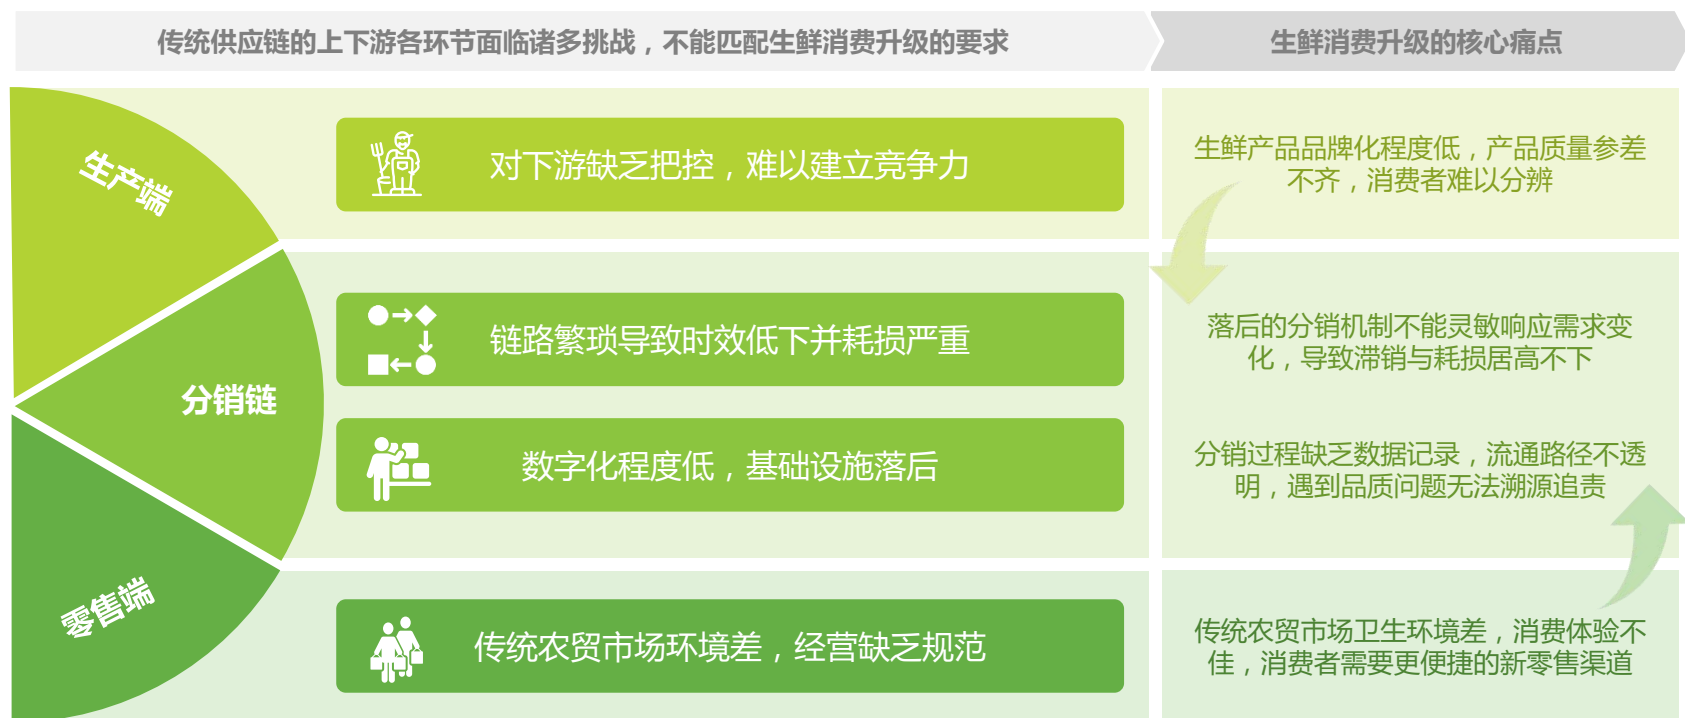 传统供应链的上下游各环节面临诸多挑战，不能匹配生鲜消费升级的要求
生鲜消费升级的核心痛点
生产端
对下游缺乏把控，难以建立竞争力
生鲜产品品牌化程度低，产品质量参差
不齐，消费者难以分辨
分销链
链路繁琐导致时效低下并耗损严重
落后的分销机制不能灵敏响应需求变
化，导致滞销与耗损居高不下
数字化程度低，基础设施落后
分销过程缺乏数据记录，流通路径不透
明，遇到品质问题无法溯源追责
零售端
传统农贸市场环境差，经营缺乏规范
传统农贸市场卫生环境差，消费体验不
佳，消费者需要更便捷的新零售渠道